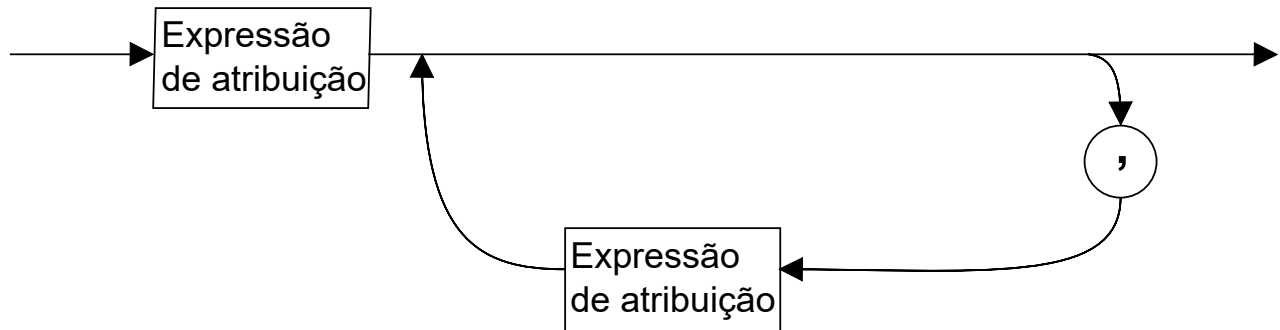 Expressão
de atribuição
,
Expressão
de atribuição